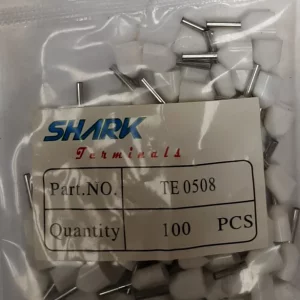 SHARK
Terminals
Part.NO. TE 0508
Quantity 100 PCS